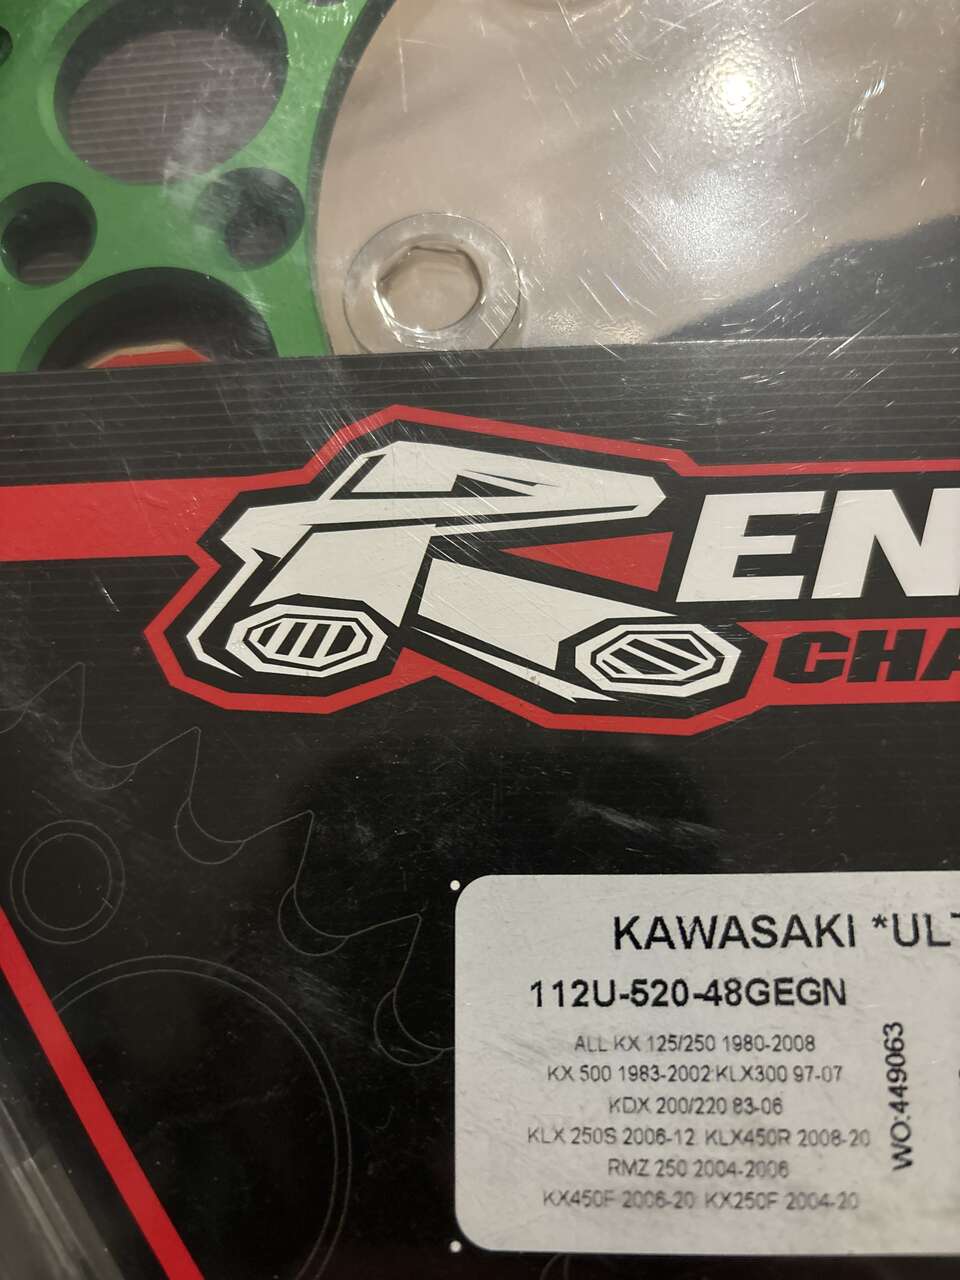 REN
CHA
KAWASAKI *ULT
112U-520-48GEGN
ALL KX 125/250 1980-2008
KX 500 1983-2002 KLX300 97-07
KDX 200/220 83-06
KLX 250S 2006-12 KLX450R 2008-20
RMZ 250 2004-2006
KX450F 2006-20 KX250F 2004-20
WO:449063